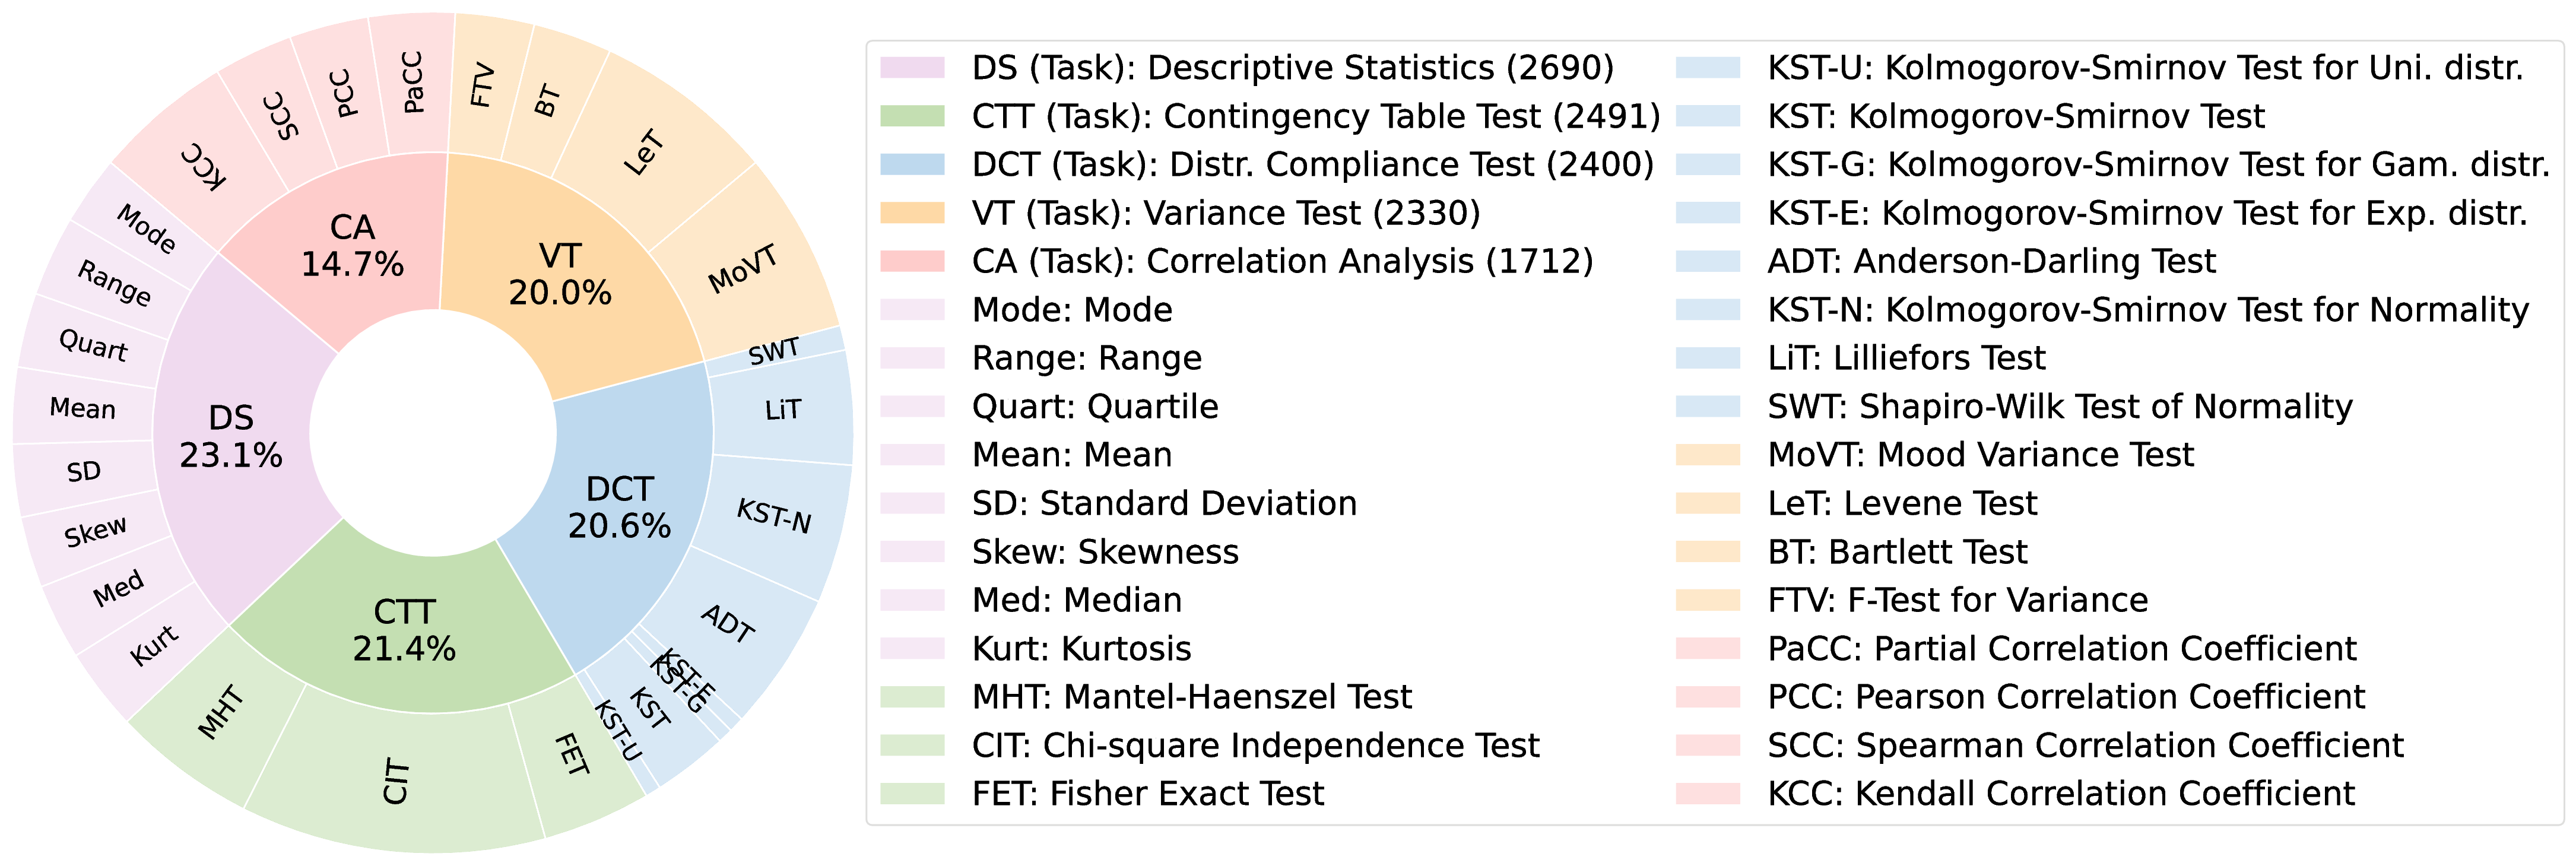 PaCC
PCC
SCC
KCC
FTV
BT
LeT
MoVT
CA
14.7%
VT
20.0%
Mode
Range
Quart
Mean
SD
Skew
Med
Kurt
DS
23.1%
SWT
LiT
KST-N
ADT
KST-E
KST-G
KST
KST-U
DCT
20.6%
CTT
21.4%
MHT
CIT
FET
DS (Task): Descriptive Statistics (2690)
CTT (Task): Contingency Table Test (2491)
DCT (Task): Distr. Compliance Test (2400)
VT (Task): Variance Test (2330)
CA (Task): Correlation Analysis (1712)
Mode: Mode
Range: Range
Quart: Quartile
Mean: Mean
SD: Standard Deviation
Skew: Skewness
Med: Median
Kurt: Kurtosis
MHT: Mantel-Haenszel Test
CIT: Chi-square Independence Test
FET: Fisher Exact Test
KST-U: Kolmogorov-Smirnov Test for Uni. distr.
KST: Kolmogorov-Smirnov Test
KST-G: Kolmogorov-Smirnov Test for Gam. distr.
KST-E: Kolmogorov-Smirnov Test for Exp. distr.
ADT: Anderson-Darling Test
KST-N: Kolmogorov-Smirnov Test for Normality
LiT: Lilliefors Test
SWT: Shapiro-Wilk Test of Normality
MoVT: Mood Variance Test
LeT: Levene Test
BT: Bartlett Test
FTV: F-Test for Variance
PaCC: Partial Correlation Coefficient
PCC: Pearson Correlation Coefficient
SCC: Spearman Correlation Coefficient
KCC: Kendall Correlation Coefficient